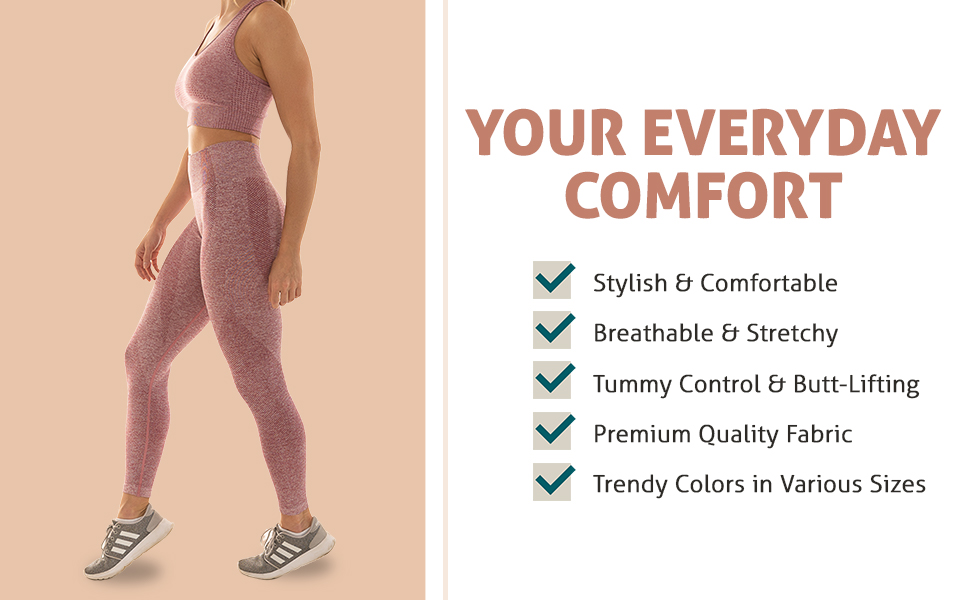 YOUR EVERYDAY
COMFORT
Stylish & Comfortable
Breathable & Stretchy
Tummy Control & Butt-Lifting
Premium Quality Fabric
Trendy Colors in Various Sizes